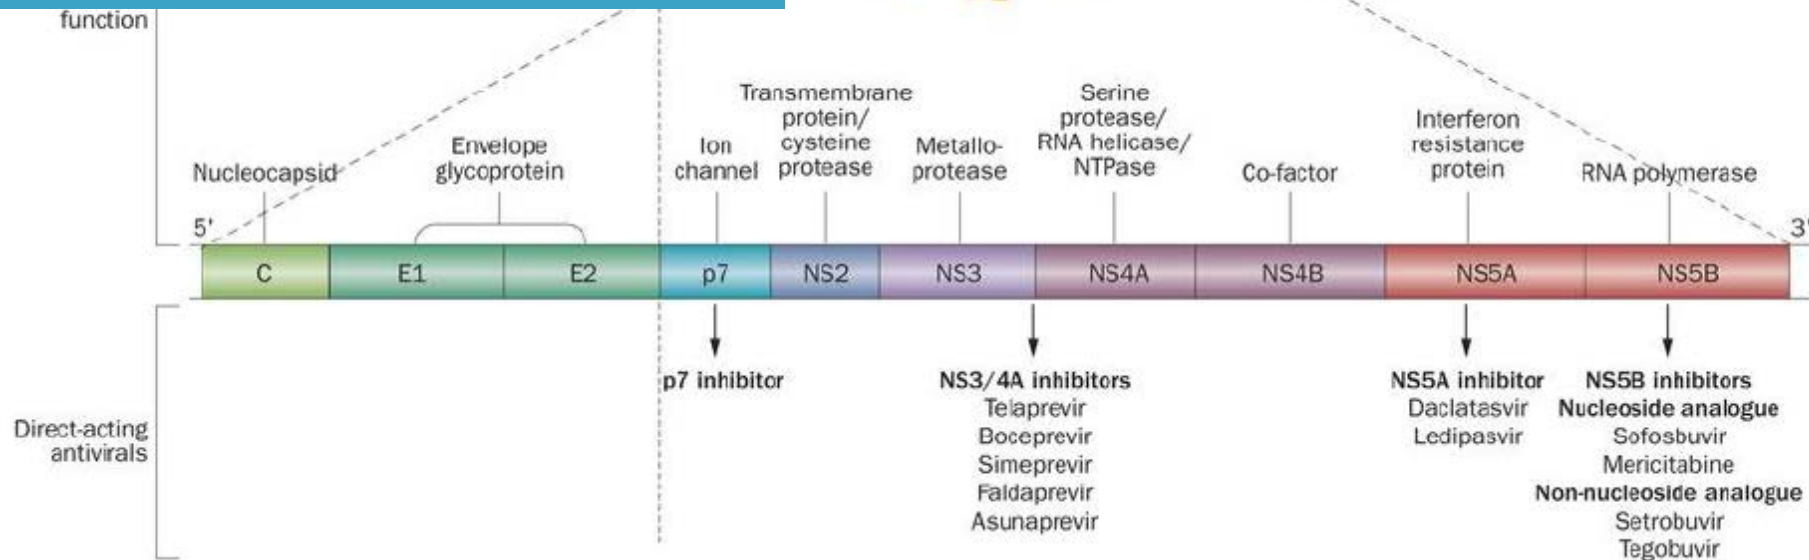 function
Nucleocapsid
Envelope
glycoprotein
Ion
channel
Transmembrane
protein/
cysteine
protease
Metallo-
protease
Serine
protease/
RNA helicase/
NTPase
Co-factor
Interferon
resistance
protein
RNA polymerase
5'
3'
C
E1
E2
p7
NS2
NS3
NS4A
NS4B
NS5A
NS5B
Direct-acting
antivirals
p7 inhibitor
NS3/4A inhibitors
Telaprevir
Boceprevir
Simeprevir
Faldaprevir
Asunaprevir
NS5A inhibitor
Daclatasvir
Ledipasvir
NS5B inhibitors
Nucleoside analogue
Sofosbuvir
Mericitabine
Non-nucleoside analogue
Setrobuvir
Tegobuvir